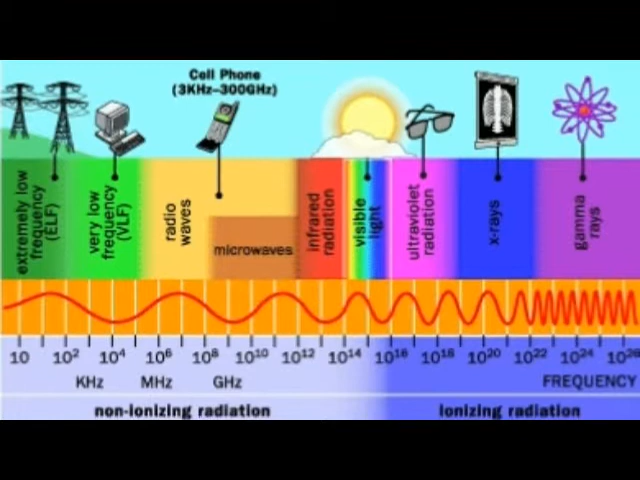 Cell Phone
(3KHz–300GHz)
extremely low
frequency
(ELF)
very low
frequency
(VLF)
radio
waves
microwaves
infrared
radiation
visible
light
ultraviolet
radiation
x-rays
gamma
rays
10 10² 10⁴ 10⁶ 10⁸ 10¹⁰ 10¹² 10¹⁴ 10¹⁶ 10¹⁸ 10²⁰ 10²² 10²⁴ 10²⁶
KHz MHz GHz FREQUENCY
non-ionizing radiation ionizing radiation